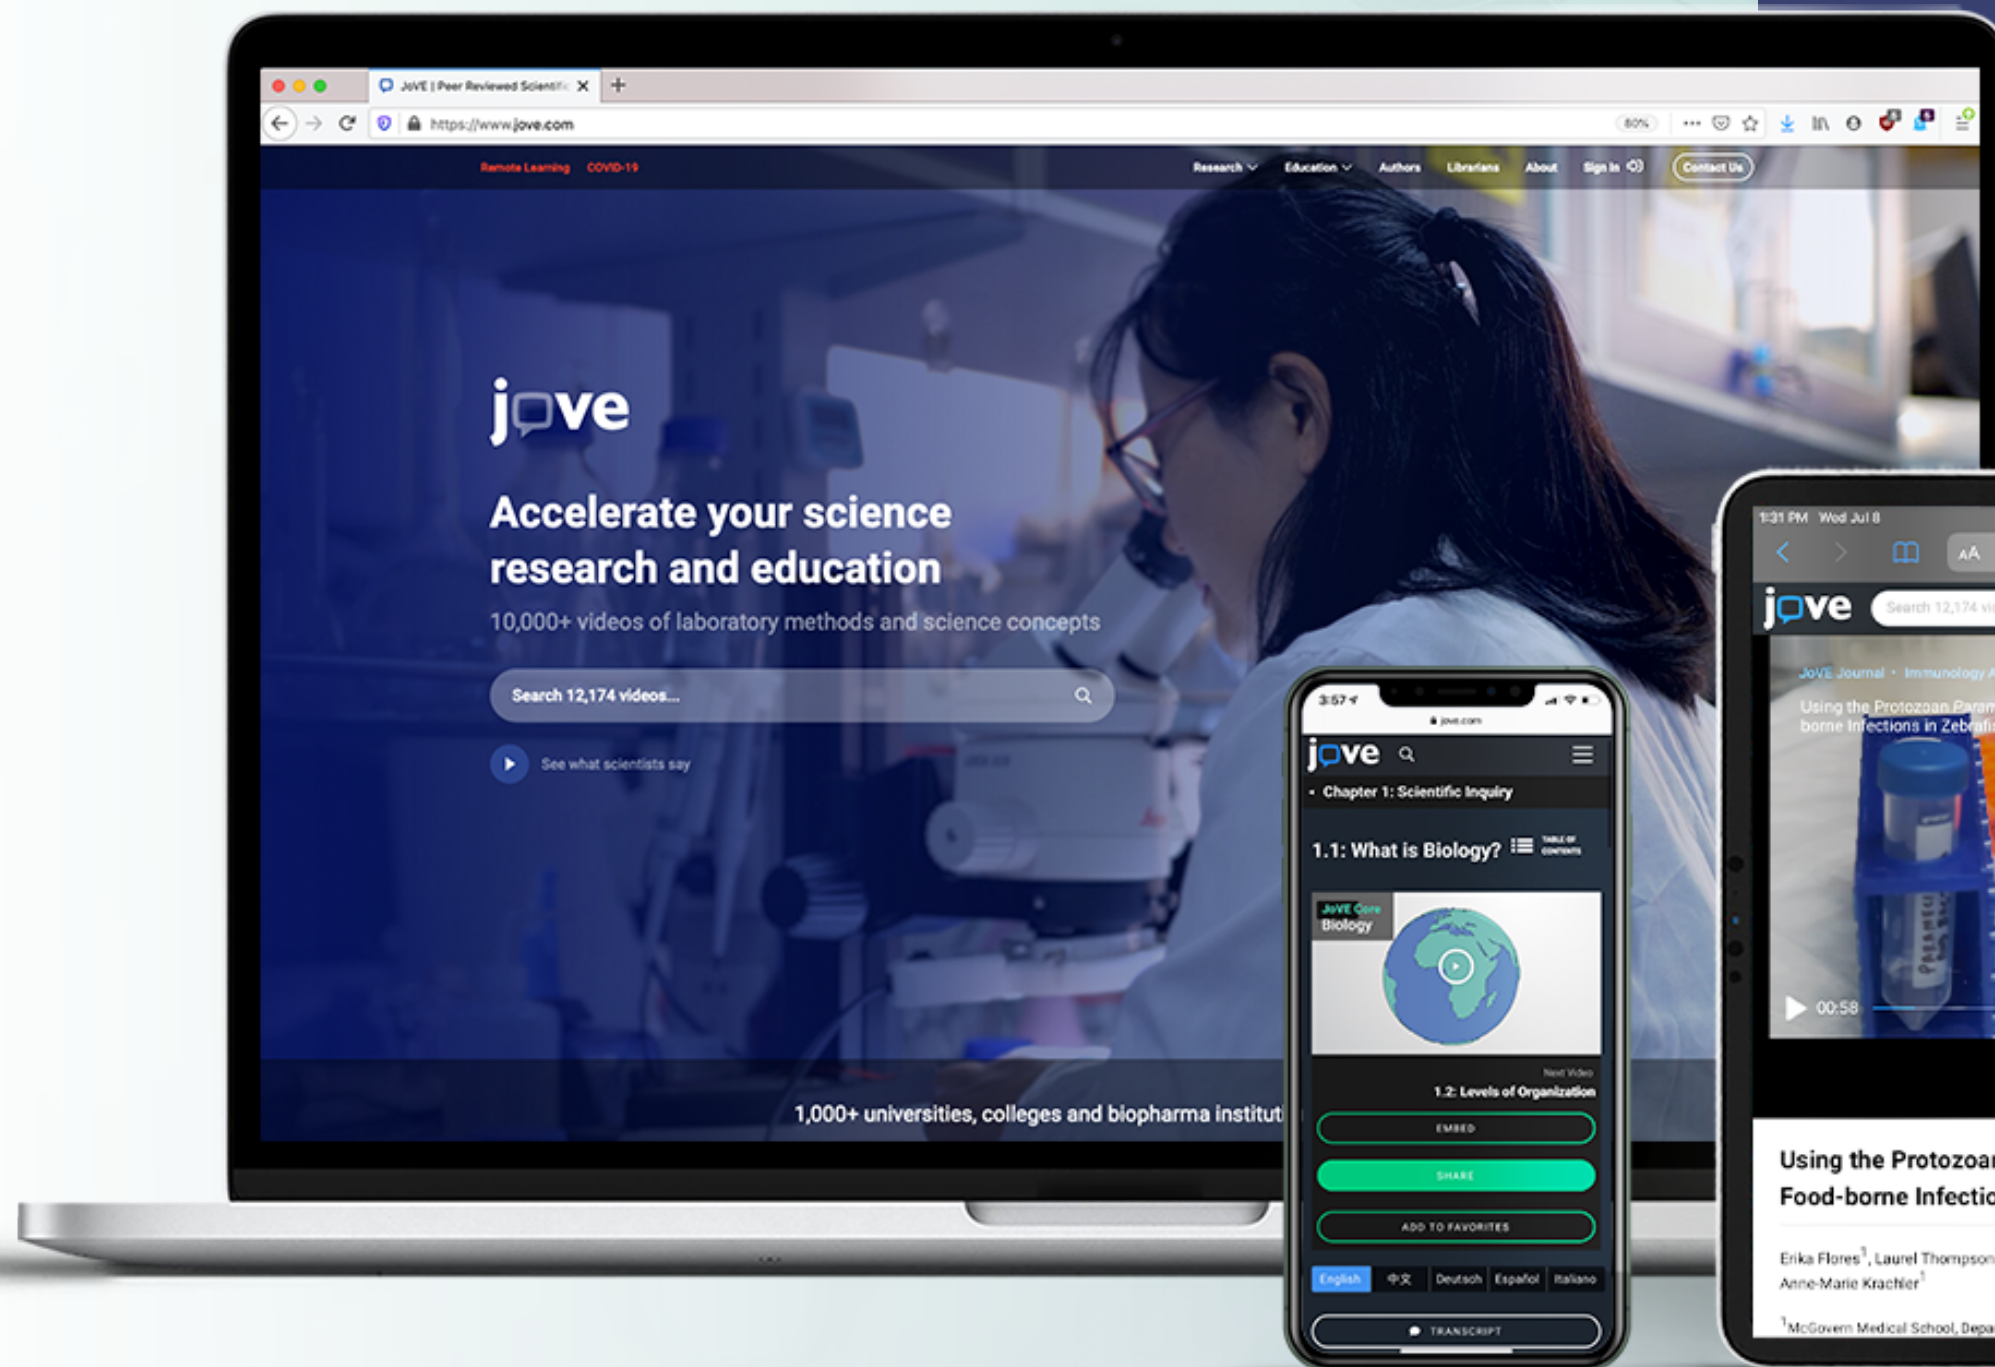 JoVE | Peer Reviewed Scientific
https://www.jove.com
80%
Remote Learning COVID-19
Research Education Authors Librarians About Sign In Contact Us
jove
Accelerate your science
research and education
10,000+ videos of laboratory methods and science concepts
Search 12,174 videos...
See what scientists say
1,000+ universities, colleges and biopharma institut
3:57
jove.com
jove
Chapter 1: Scientific Inquiry
1.1: What is Biology?
TABLE OF
CONTENTS
JoVE Core
Biology
Next Video
1.2: Levels of Organization
EMBED
SHARE
ADD TO FAVORITES
English 中文 Deutsch Español Italiano
TRANSCRIPT
1:31 PM Wed Jul 8
AA
jove
Search 12,174 vi
JoVE Journal • Immunology A
Using the Protozoan Param
borne Infections in Zebrafis
00:58
Using the Protozoan
Food-borne Infectio
Erika Flores1, Laurel Thompson
Anne-Marie Krachler1
1McGovern Medical School, Depa